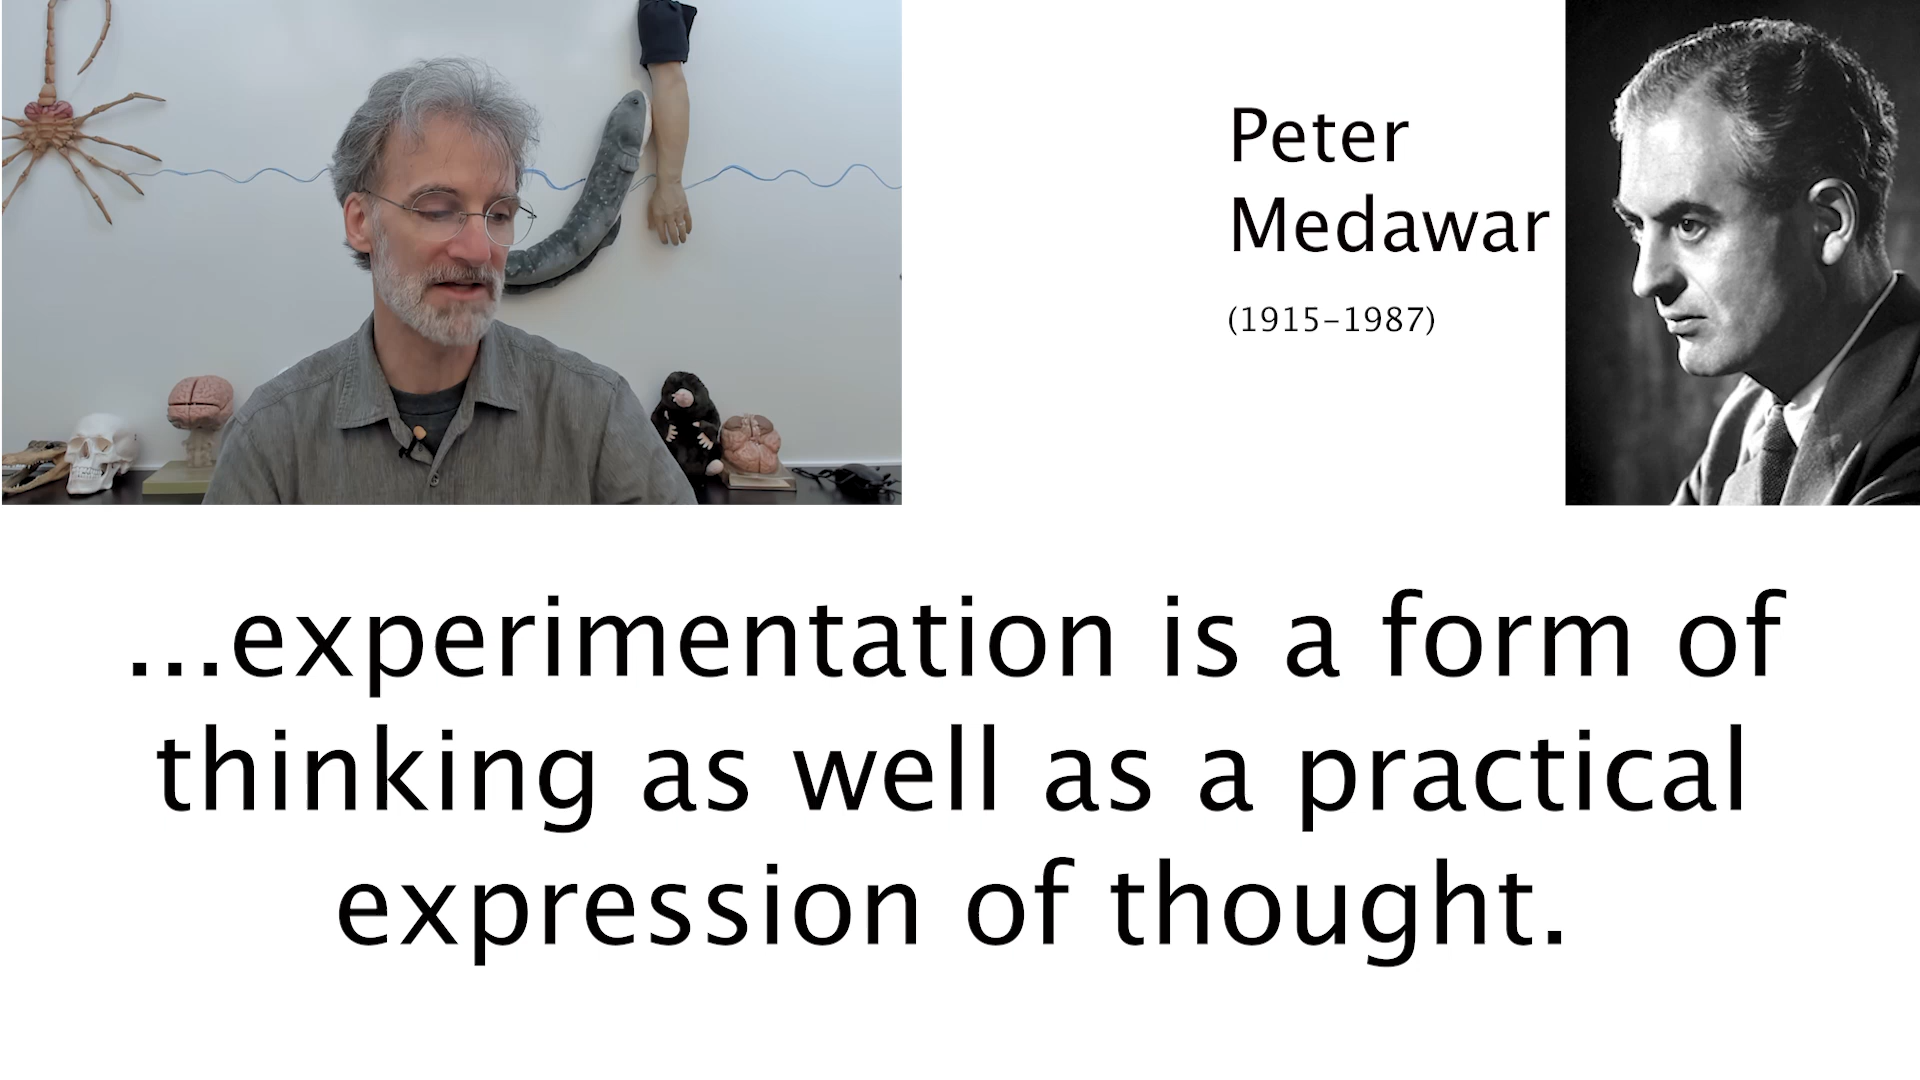 Peter
Medawar
(1915–1987)
...experimentation is a form of
thinking as well as a practical
expression of thought.